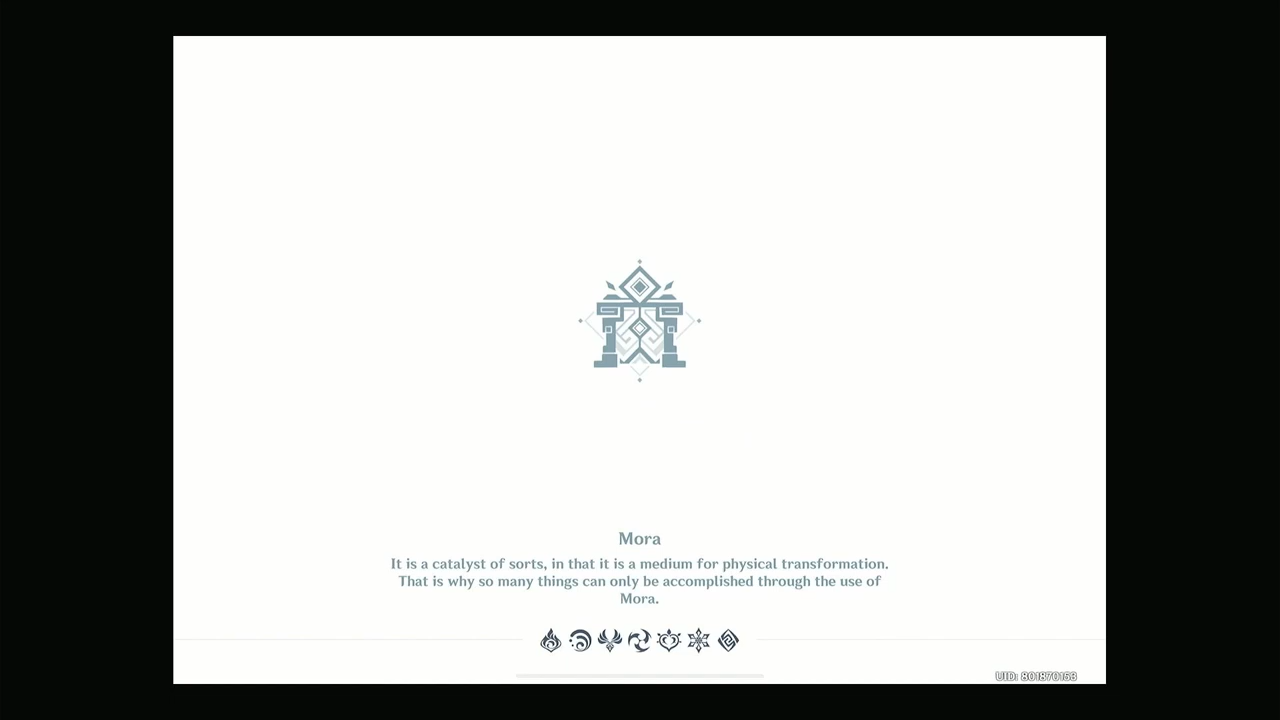 Mora
It is a catalyst of sorts, in that it is a medium for physical transformation.
That is why so many things can only be accomplished through the use of
Mora.
UID: 801870153